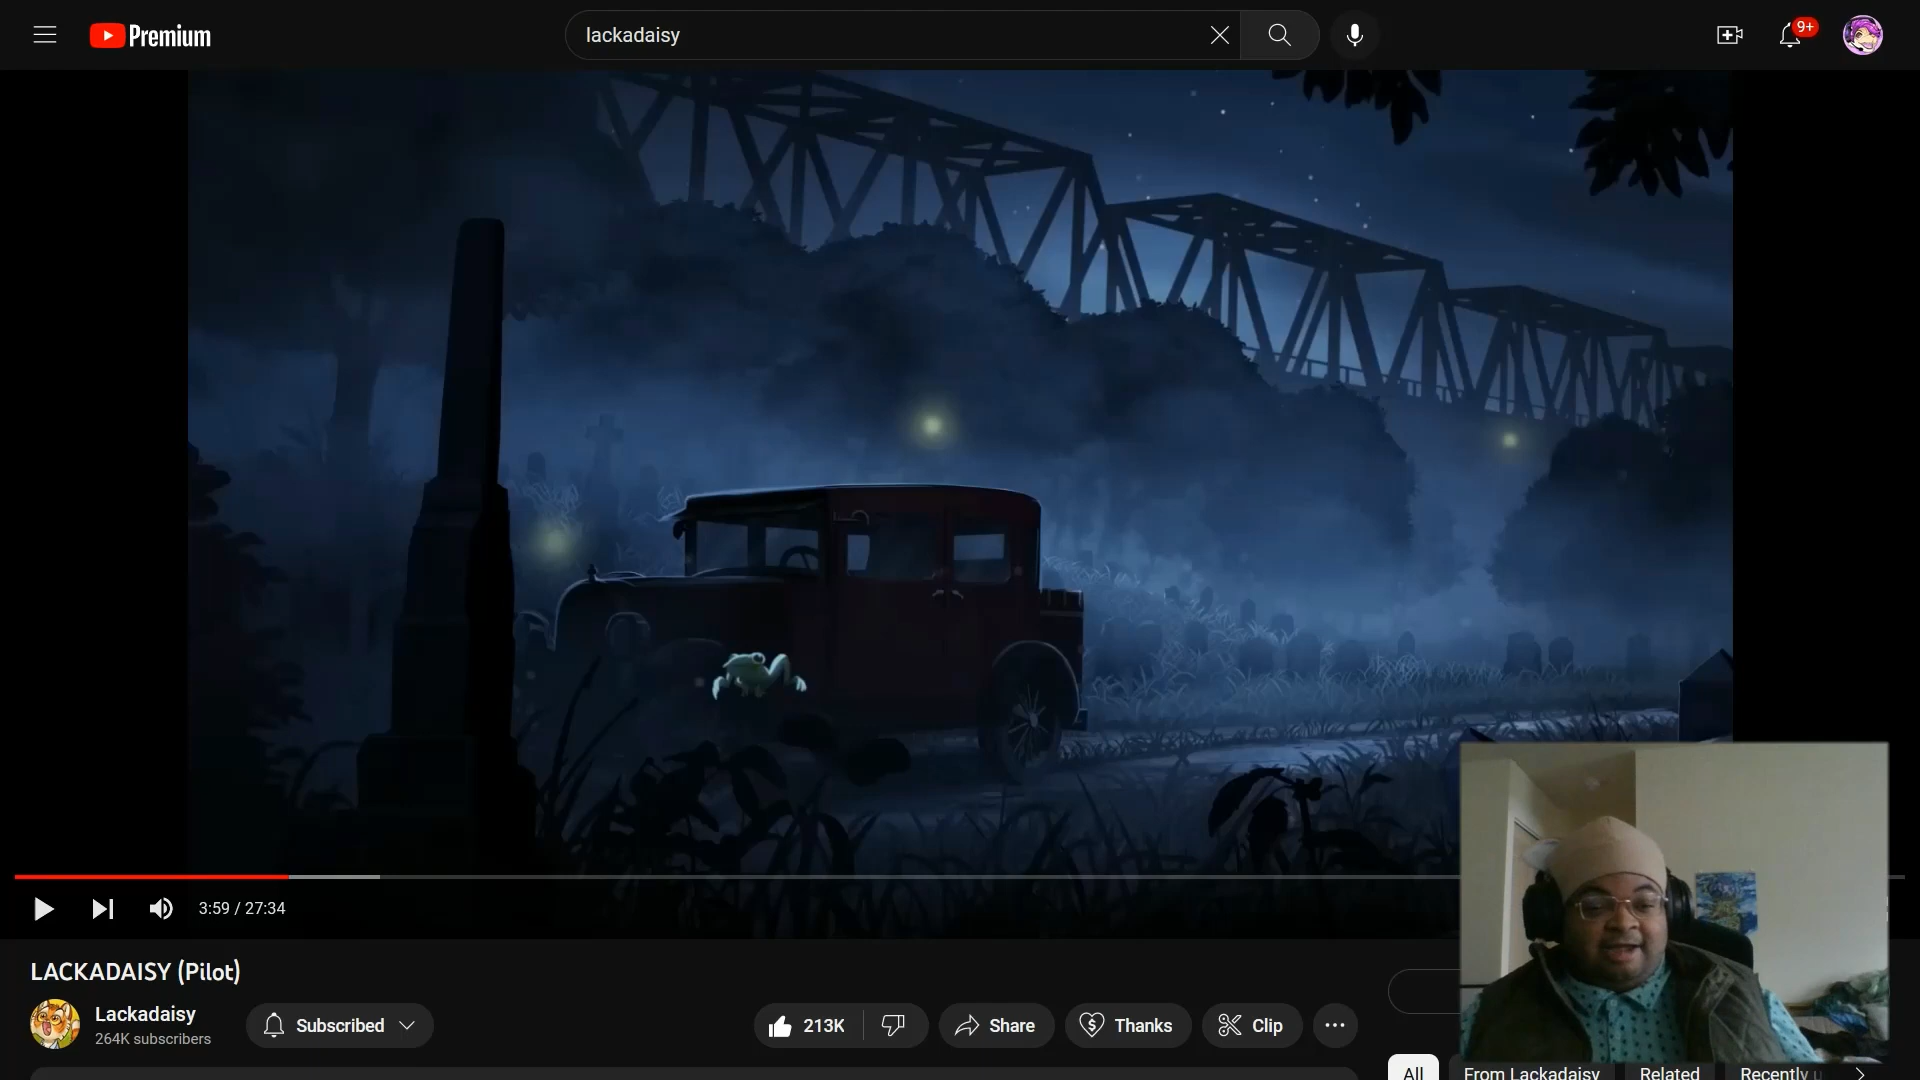 Premium
lackadaisy
9+
3:59 / 27:34
LACKADAISY (Pilot)
Lackadaisy
264K subscribers
Subscribed
213K
Share
Thanks
Clip
All
From Lackadaisy
Related
Recently u